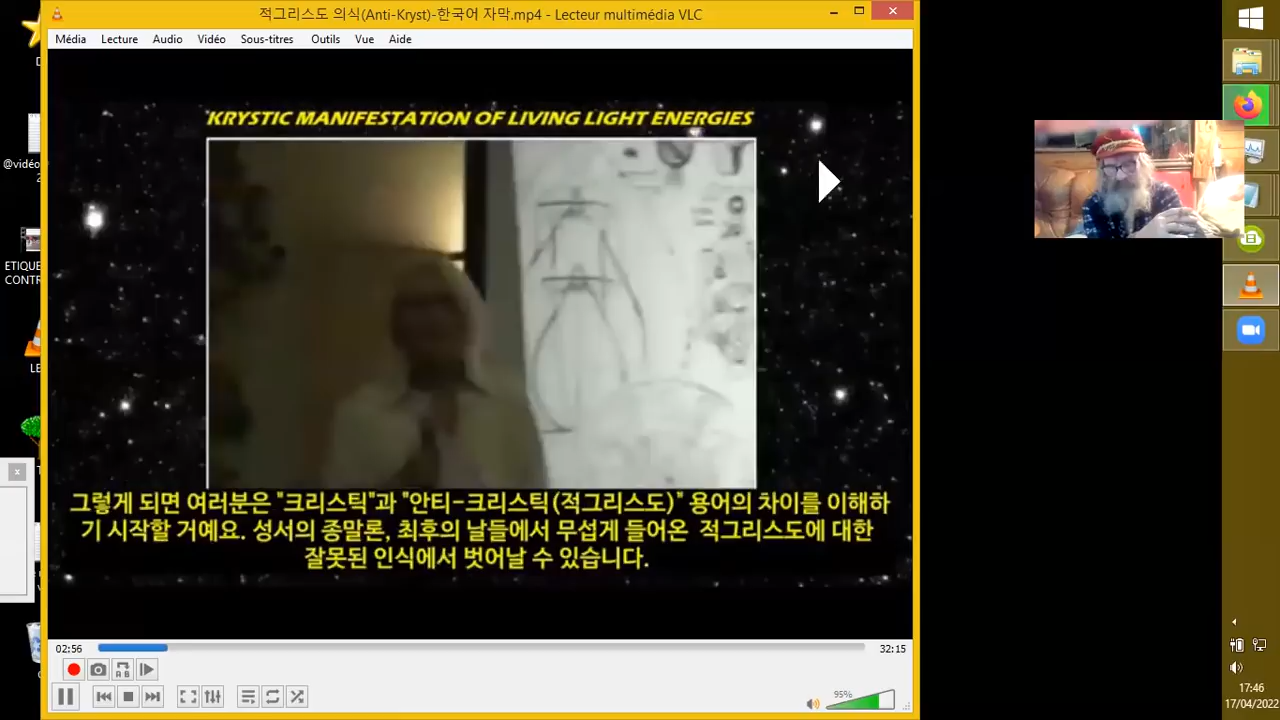 적그리스도 의식(Anti-Kryst)-한국어 자막.mp4 - Lecteur multimédia VLC
Média Lecture Audio Vidéo Sous-titres Outils Vue Aide
KRYSTIC MANIFESTATION OF LIVING LIGHT ENERGIES
@vidéo
ETIQUE
CONTR
LE
그렇게 되면 여러분은 "크리스틱"과 "안티-크리스틱(적그리스도)" 용어의 차이를 이해하
기 시작할 거예요. 성서의 종말론, 최후의 날들에서 무섭게 들어온 적그리스도에 대한
잘못된 인식에서 벗어날 수 있습니다.
02:56
32:15
95%
17:46
17/04/2022